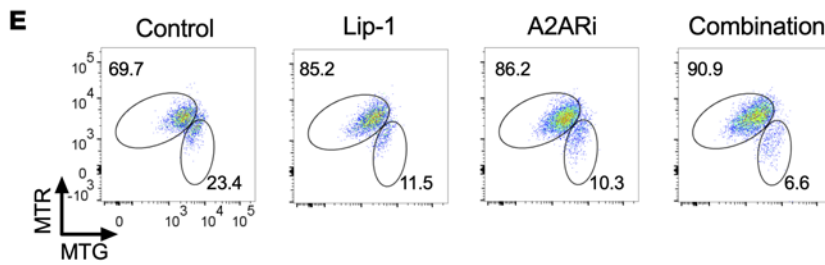 E
Control Lip-1 A2ARi Combination
69.7 85.2 86.2 90.9
10^5
10^4
10^3
0
-10^3
23.4 11.5 10.3 6.6
0 10^3 10^4 10^5
MTR
MTG